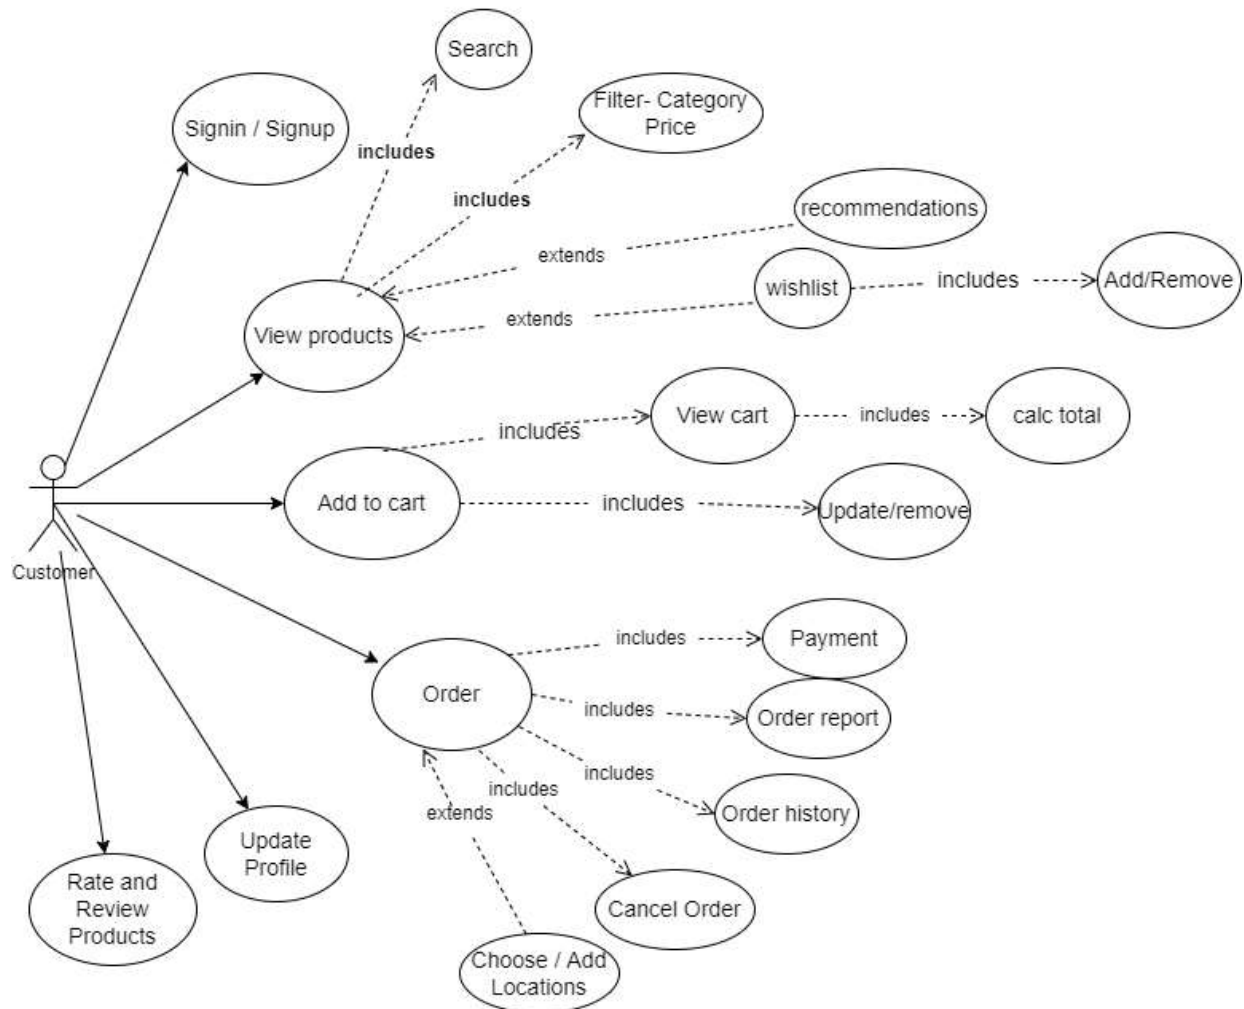 Search
Filter- Category
Price
Signin / Signup
includes
includes
recommendations
extends
wishlist
includes
Add/Remove
extends
View products
View cart
includes
calc total
includes
Add to cart
includes
Update/remove
Customer
includes
Payment
Order
includes
Order report
includes
includes
extends
Order history
Update
Profile
Rate and
Review
Products
Cancel Order
Choose / Add
Locations